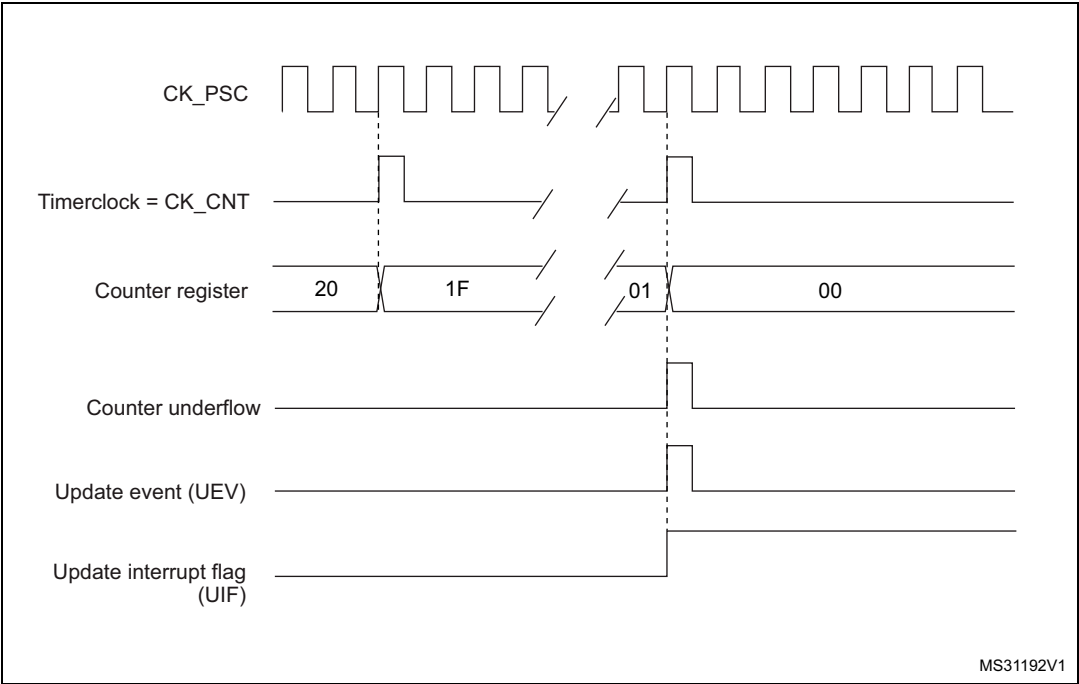 CK_PSC
Timerclock = CK_CNT
Counter register
20
1F
01
00
Counter underflow
Update event (UEV)
Update interrupt flag
(UIF)
MS31192V1